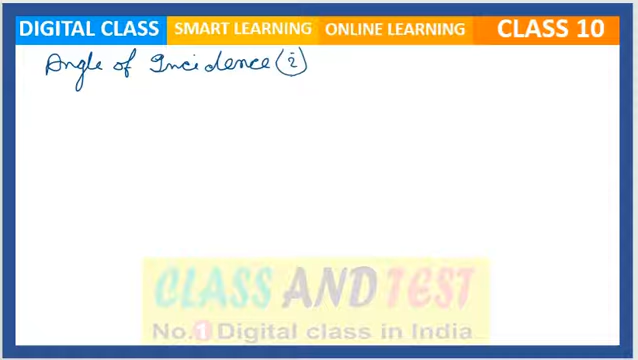 DIGITAL CLASS SMART LEARNING ONLINE LEARNING CLASS 10
Angle of Incidence (i)
CLASS AND TEST
No.1 Digital class in India